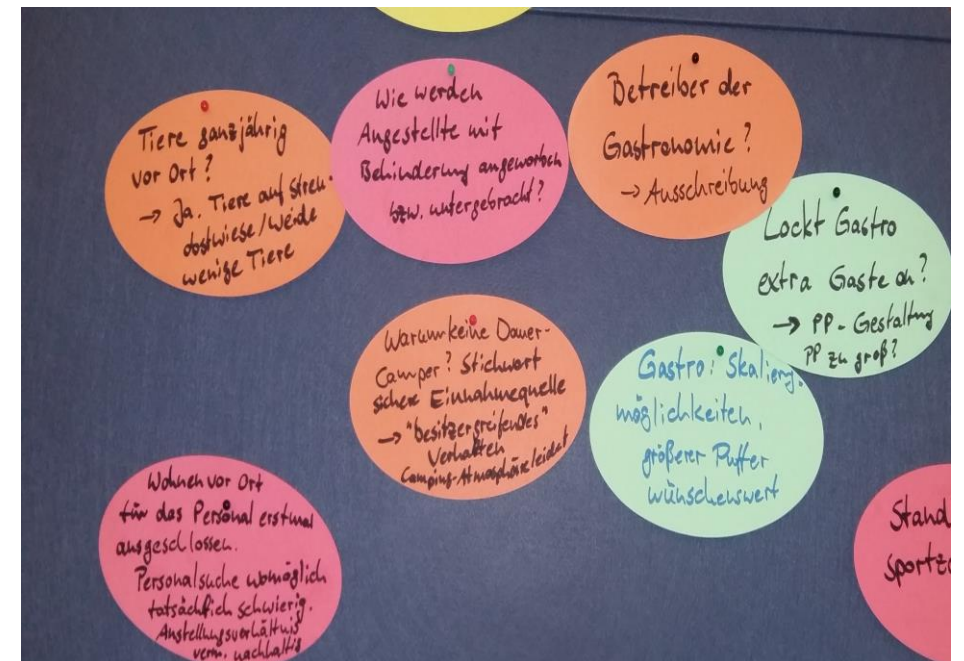 Tiere ganzjährig
vor Ort?
→ Ja. Tiere auf Streu-
obstwiese/Weide
wenige Tiere
Wie werden
Angestellte mit
Behinderung angeworben
bzw. untergebracht?
Betreiber der
Gastronomie?
→ Ausschreibung
Lockt Gastro
extra Gäste an?
→ PP-Gestaltung
PP zu groß?
Warum keine Dauer-
Camper? Stichwort
sichere Einnahmequelle
→ "besitzergreifendes"
Verhalten
Camping-Atmosphäre leidet
Gastro: Skalierg.
möglichkeiten,
größerer Puffer
wünschenswert
Wohnen vor Ort
für das Personal erstmal
ausgeschlossen.
Personalsuche womöglich
tatsächlich schwierig.
Anstellungsverhältnis
verm. nachhaltig
Stand
Sportz